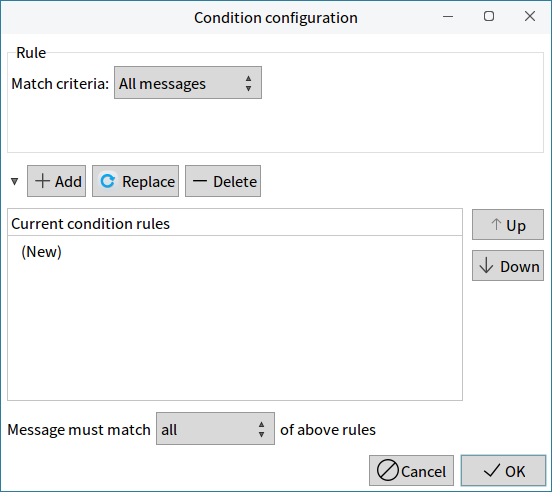 Condition configuration
Rule
Match criteria: All messages
Add Replace Delete
Current condition rules
Up
(New)
Down
Message must match all of above rules
Cancel OK